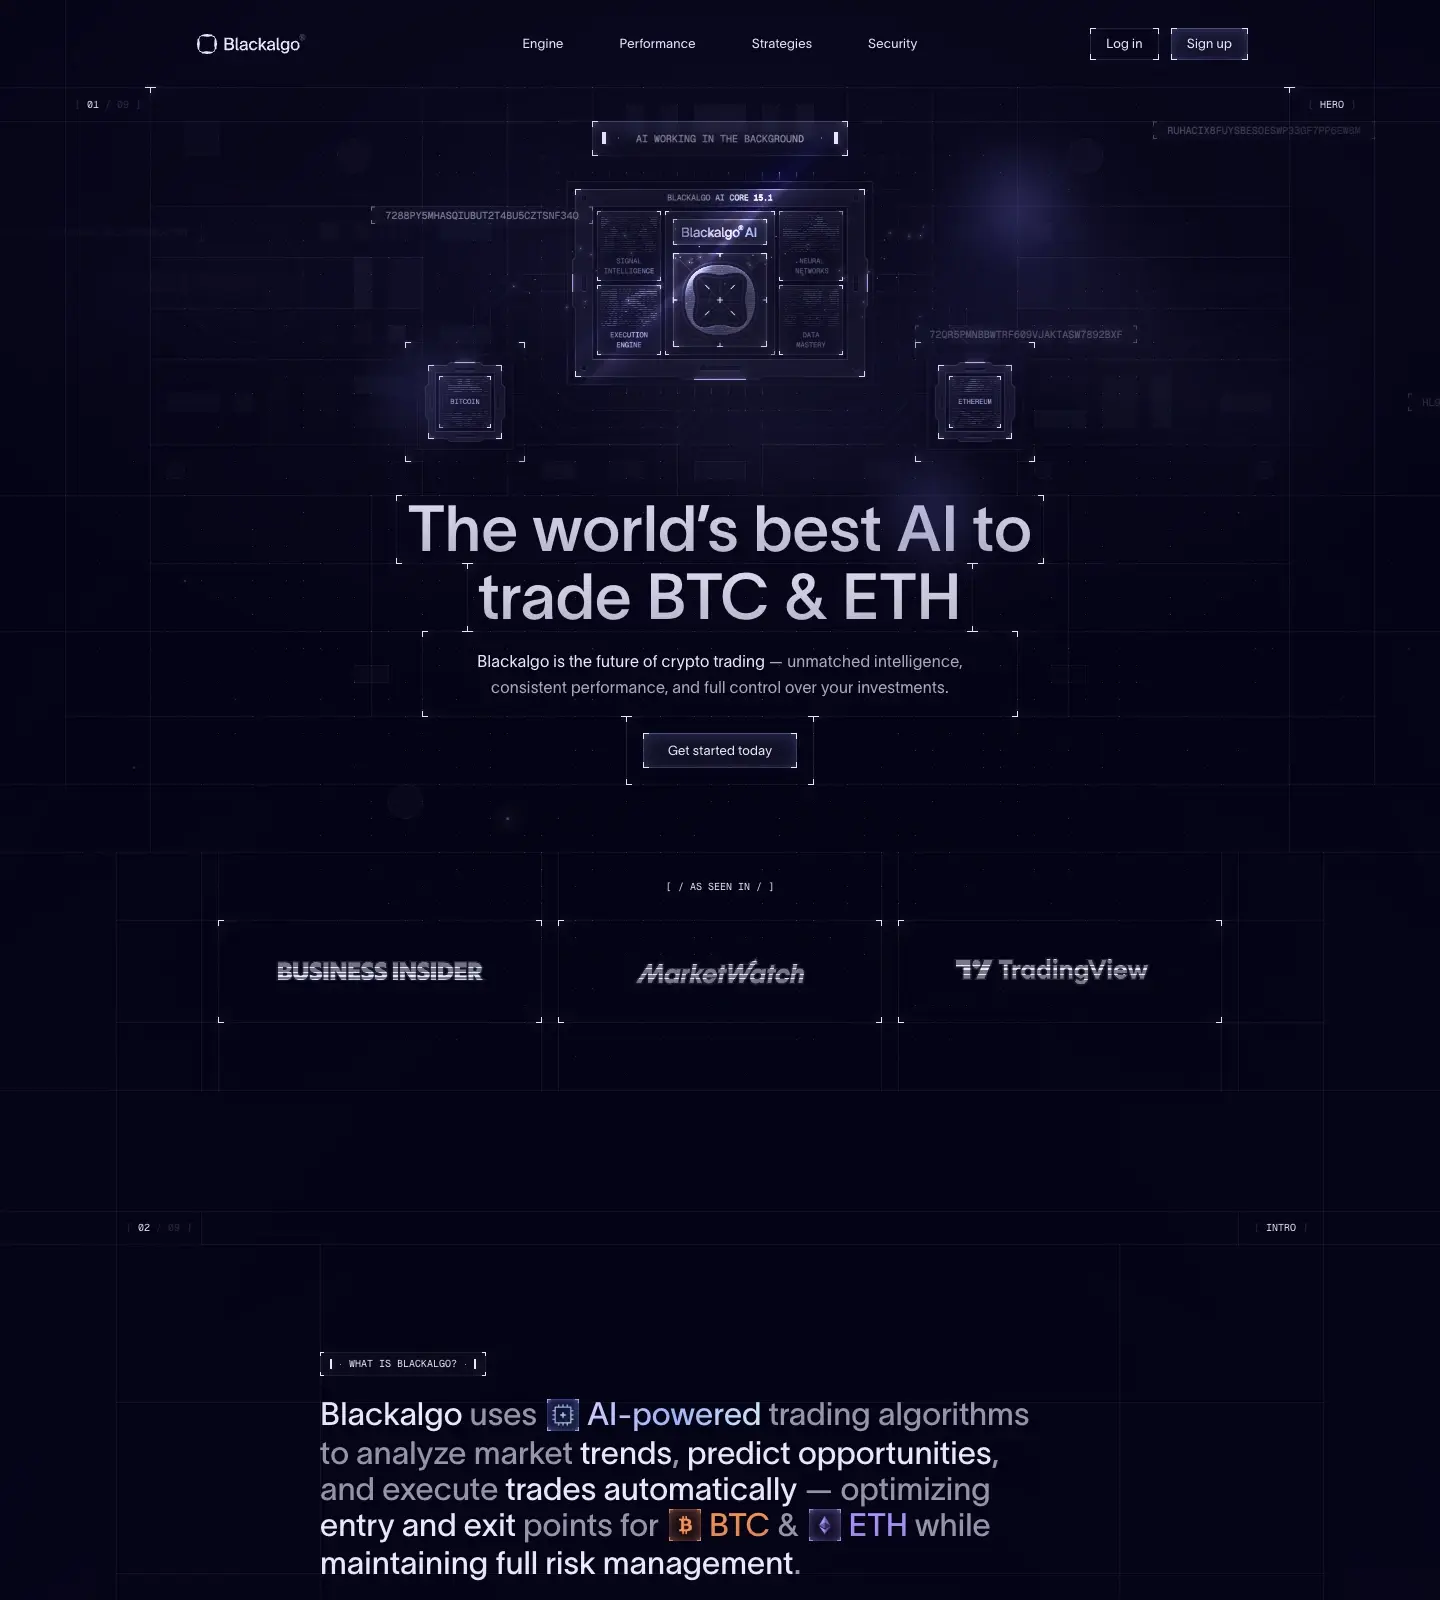 Blackalgo®
Engine
Performance
Strategies
Security
Log in
Sign up
[ 01 / 09 ]
[ HERO ]
AI WORKING IN THE BACKGROUND
BLACKALGO AI CORE 15.1
Blackalgo® AI
SIGNAL
INTELLIGENCE
NEURAL
NETWORKS
EXECUTION
ENGINE
DATA
MASTERY
BITCOIN
ETHEREUM
The world's best AI to
trade BTC & ETH
Blackalgo is the future of crypto trading — unmatched intelligence,
consistent performance, and full control over your investments.
Get started today
[ / AS SEEN IN / ]
BUSINESS INSIDER
MarketWatch
TradingView
[ 02 / 09 ]
[ INTRO ]
WHAT IS BLACKALGO?
Blackalgo uses AI-powered trading algorithms
to analyze market trends, predict opportunities,
and execute trades automatically — optimizing
entry and exit points for BTC & ETH while
maintaining full risk management.